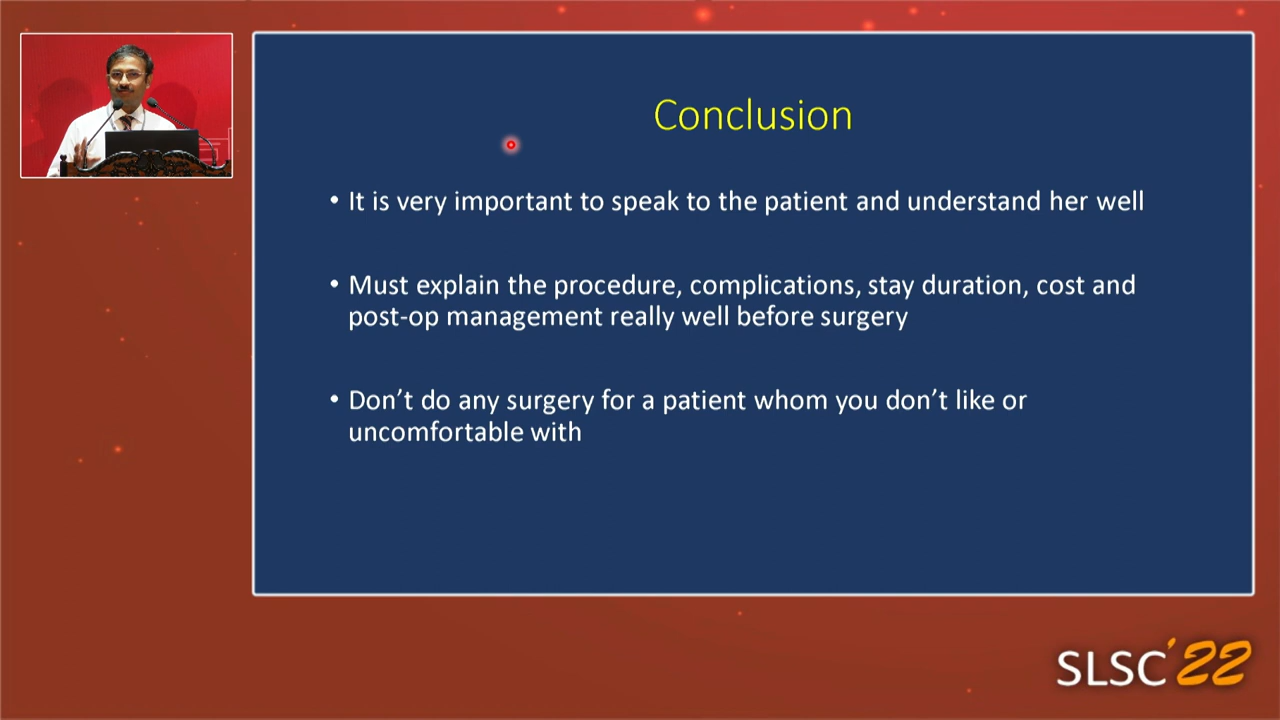 Conclusion
• It is very important to speak to the patient and understand her well
• Must explain the procedure, complications, stay duration, cost and
post-op management really well before surgery
• Don’t do any surgery for a patient whom you don’t like or
uncomfortable with
SLSC’22